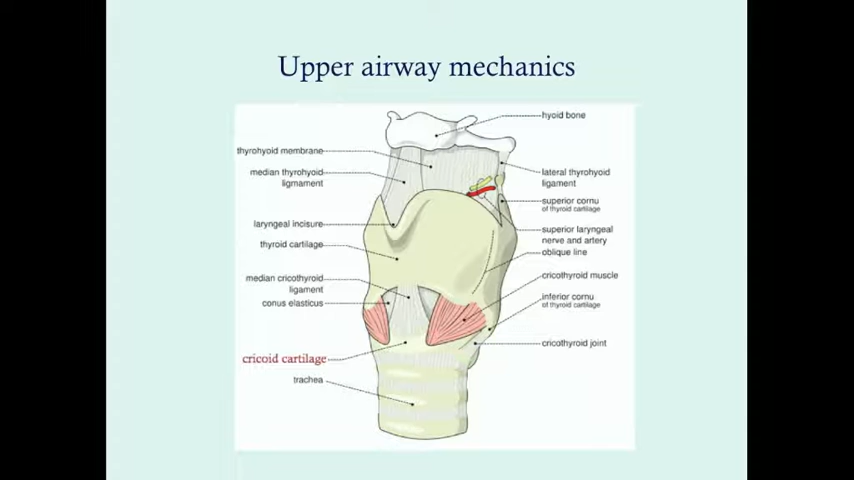 Upper airway mechanics
hyoid bone
thyrohyoid membrane
median thyrohyoid
ligmament
lateral thyrohyoid
ligament
superior cornu
of thyroid cartilage
laryngeal incisure
superior laryngeal
nerve and artery
thyroid cartilage
oblique line
median cricothyroid
ligament
cricothyroid muscle
conus elasticus
inferior cornu
of thyroid cartilage
cricothyroid joint
cricoid cartilage
trachea